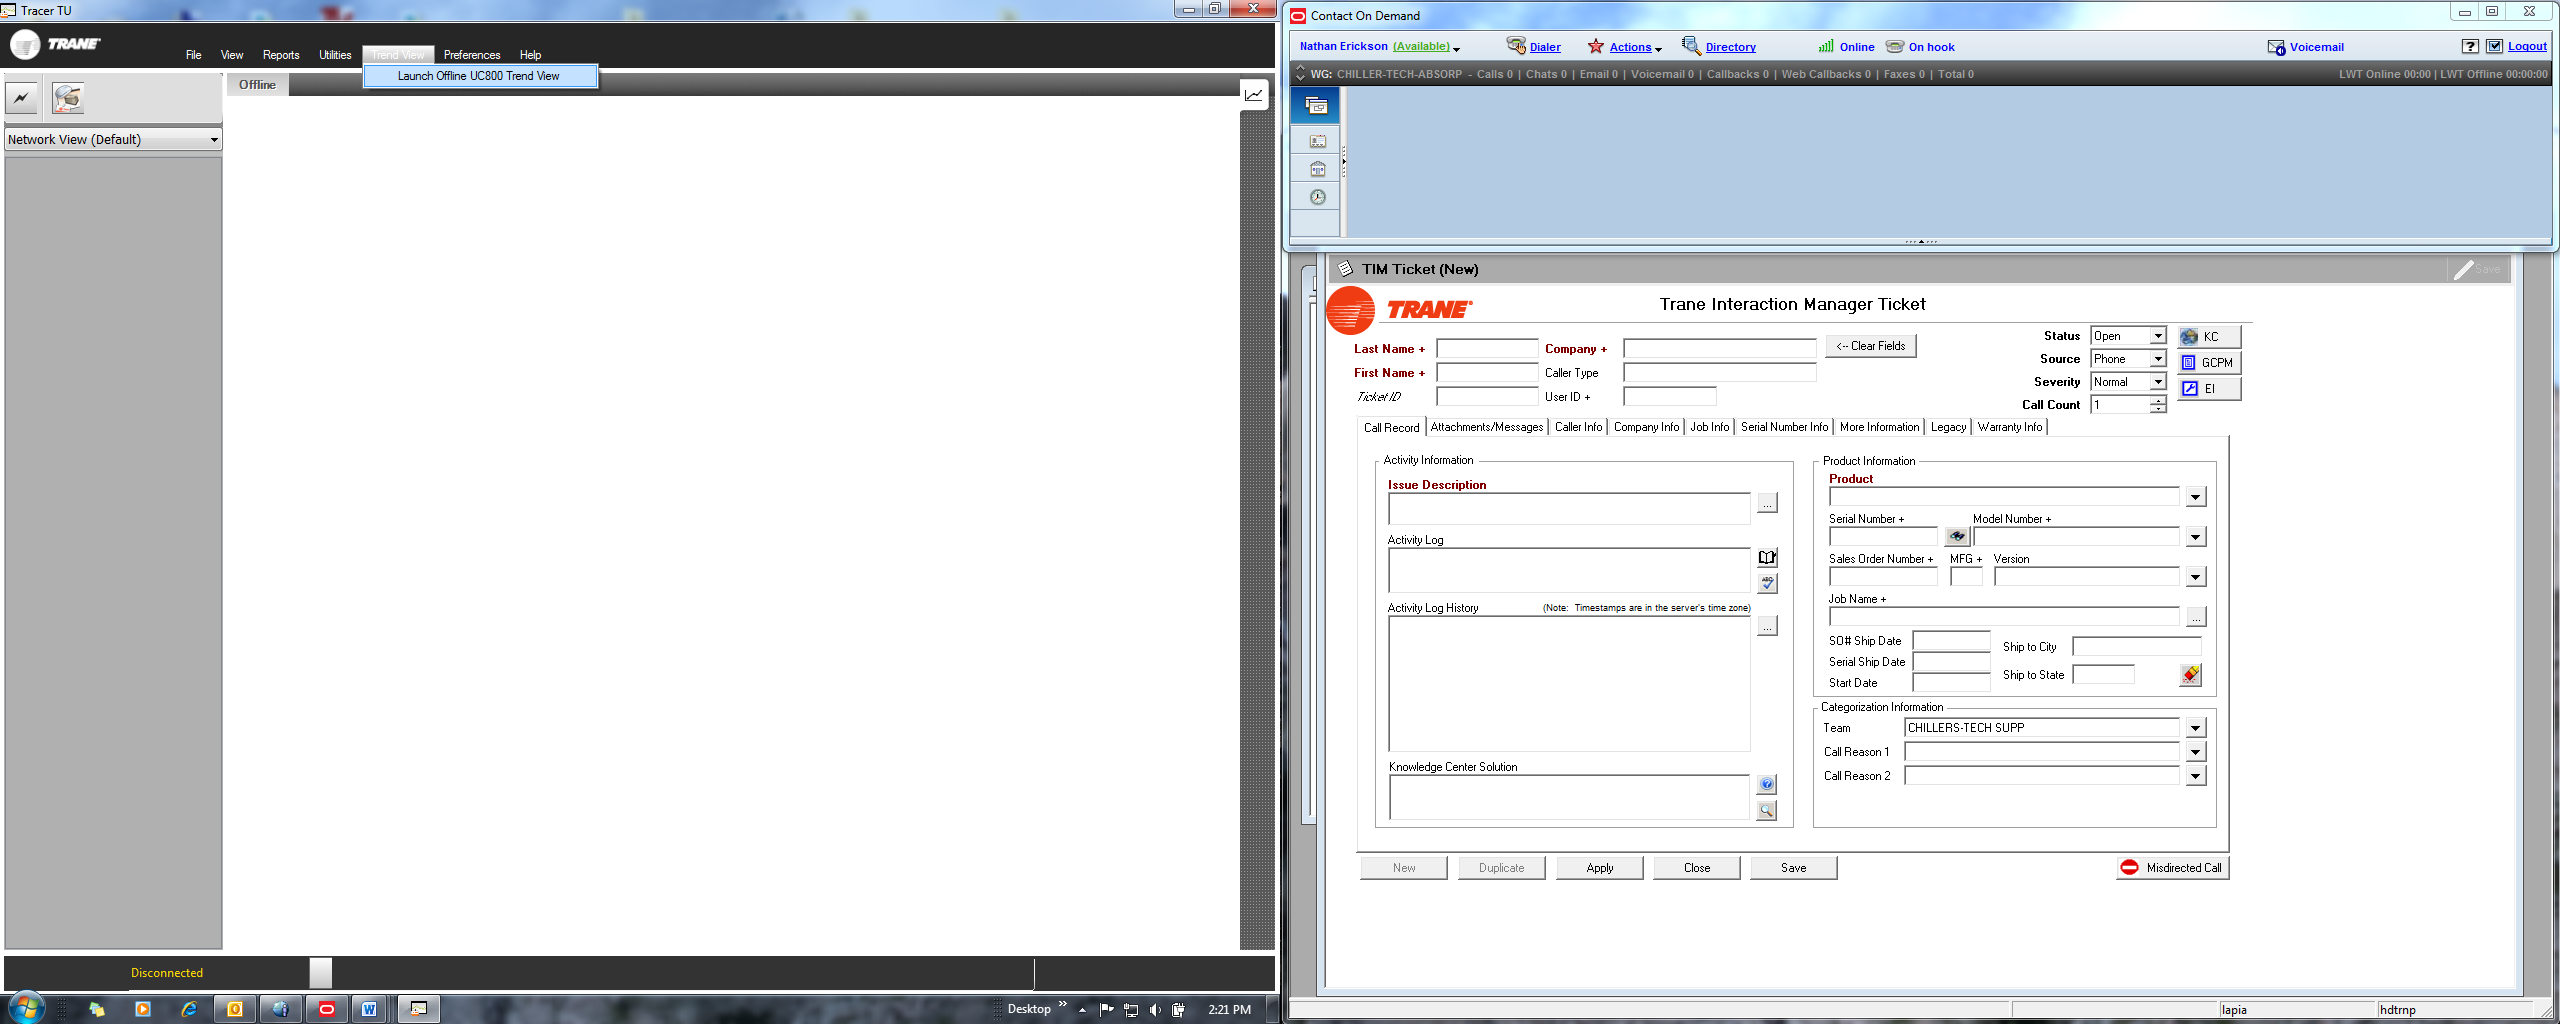 Tracer TU
TRANE
File View Reports Utilities Trend View Preferences Help
Launch Offline UC800 Trend View
Offline
Network View (Default)
Disconnected
Desktop
2:21 PM
Contact On Demand
Nathan Erickson (Available) Dialer Actions Directory Online On hook Voicemail ? Logout
WG: CHILLER-TECH-ABSORP - Calls 0 | Chats 0 | Email 0 | Voicemail 0 | Callbacks 0 | Web Callbacks 0 | Faxes 0 | Total 0 LWT Online 00:00 | LWT Offline 00:00:00
TIM Ticket (New) Save
TRANE
Trane Interaction Manager Ticket
Last Name + Company + <-- Clear Fields
First Name + Caller Type
Ticket ID User ID +
Status Open KC
Source Phone GCPM
Severity Normal EI
Call Count 1
Call Record Attachments/Messages Caller Info Company Info Job Info Serial Number Info More Information Legacy Warranty Info
Activity Information
Issue Description
...
Activity Log
ABC
Activity Log History (Note: Timestamps are in the server's time zone)
...
Knowledge Center Solution
Product Information
Product
Serial Number + Model Number +
Sales Order Number + MFG + Version
Job Name +
...
SO# Ship Date Ship to City
Serial Ship Date
Ship to State
Start Date
Categorization Information
Team CHILLERS-TECH SUPP
Call Reason 1
Call Reason 2
New Duplicate Apply Close Save Misdirected Call
lapia hdtrnp